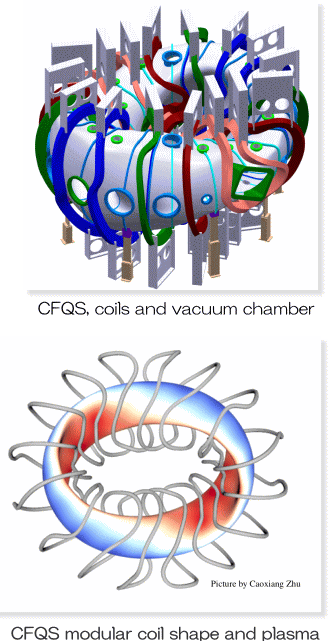 CFQS, coils and vacuum chamber
Picture by Caoxiang Zhu
CFQS modular coil shape and plasma